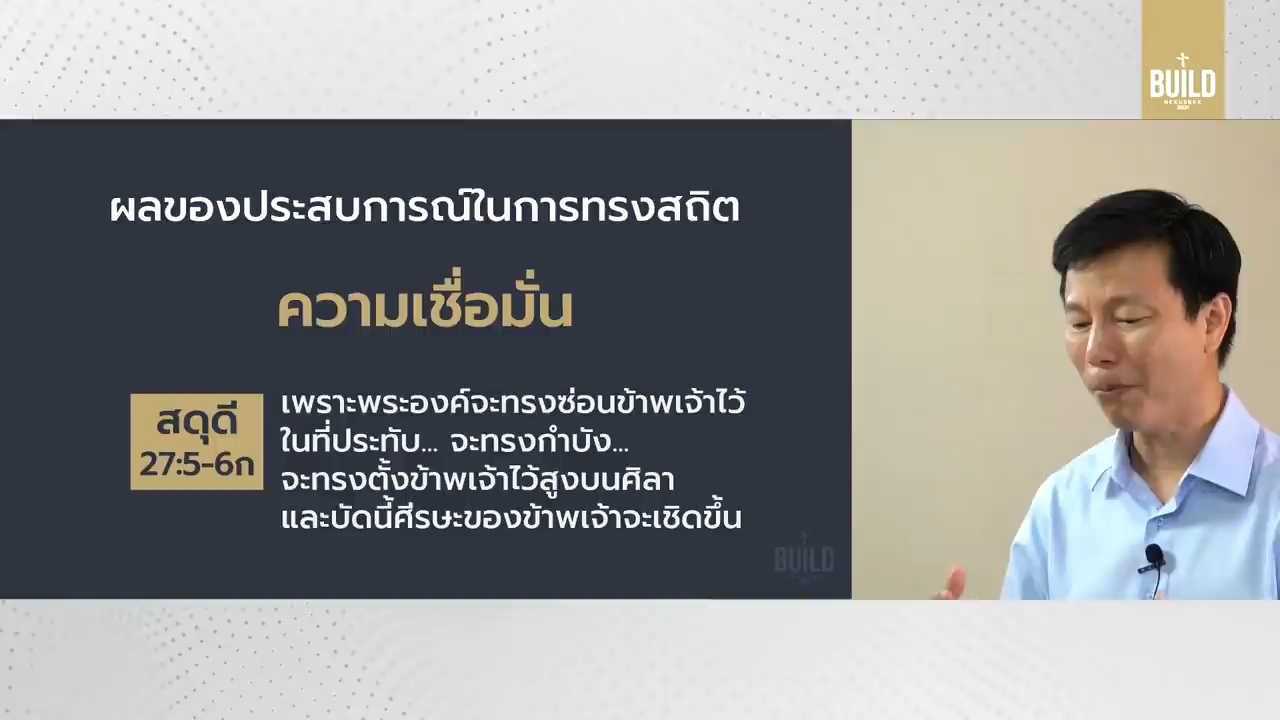 BUILD
ผลของประสบการณ์ในการทรงสถิต
ความเชื่อมั่น
สดุดี
27:5-6ก
เพราะพระองค์จะทรงซ่อนข้าพเจ้าไว้
ในที่ประทับ... จะทรงกำบัง...
จะทรงตั้งข้าพเจ้าไว้สูงบนศิลา
และบัดนี้ศีรษะของข้าพเจ้าจะเชิดขึ้น
BUILD